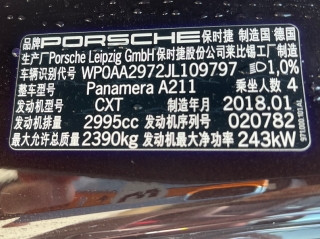 品牌 PORSCHE 保时捷 制造国 德国
生产厂 Porsche Leipzig GmbH 保时捷股份公司莱比锡工厂制造
车辆识别代号 WP0AA2972JL109797 1,0%
整车型号 Panamera A211 乘坐人数 4
发动机型号 CXT 制造年月 2018.01
发动机排量 2995cc 发动机序列号 020782
最大允许总质量 2390kg 发动机最大净功率 243kW